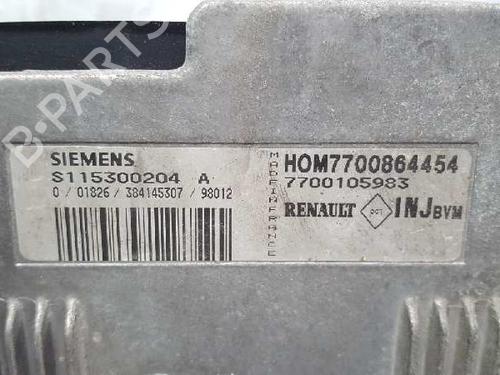 B-PARTS
SIEMENS
S115300204 A
0 / 01826 / 384145307 / 98012
MADE IN FRANCE
HOM7700864454
7700105983
RENAULT INJ BVM